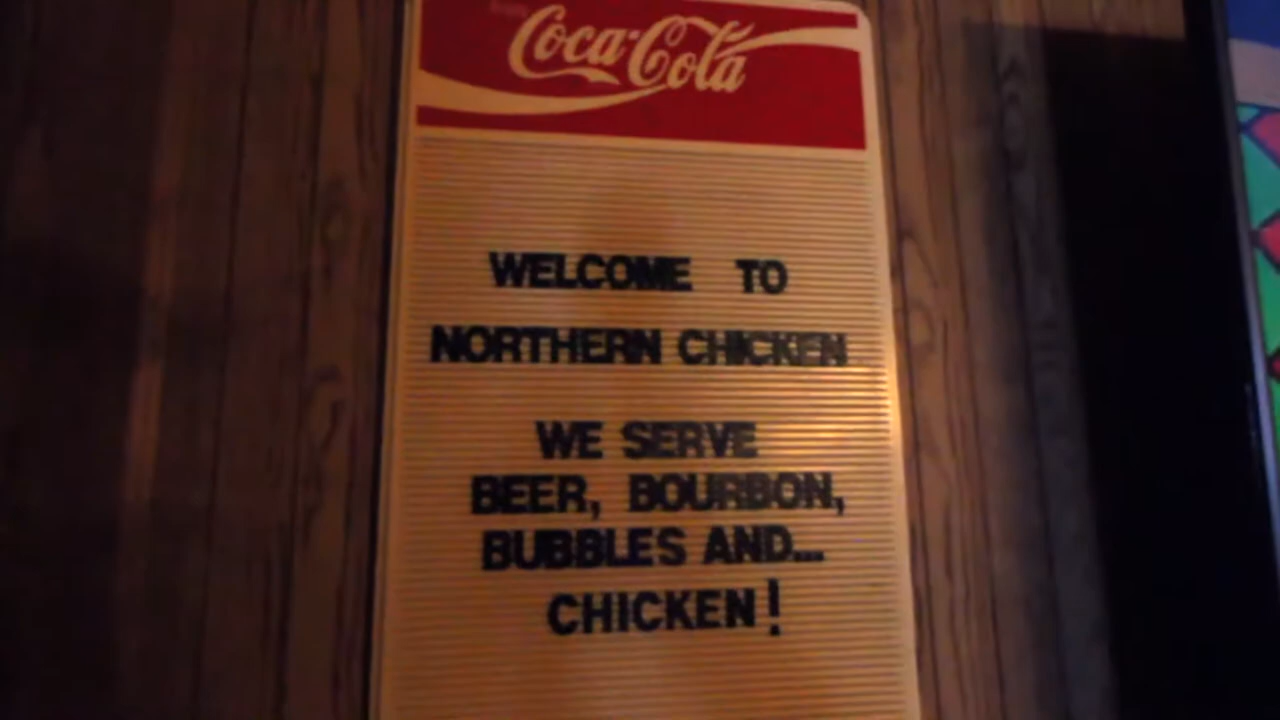 Coca-Cola
WELCOME TO
NORTHERN CHICKEN
WE SERVE
BEER, BOURBON,
BUBBLES AND...
CHICKEN!